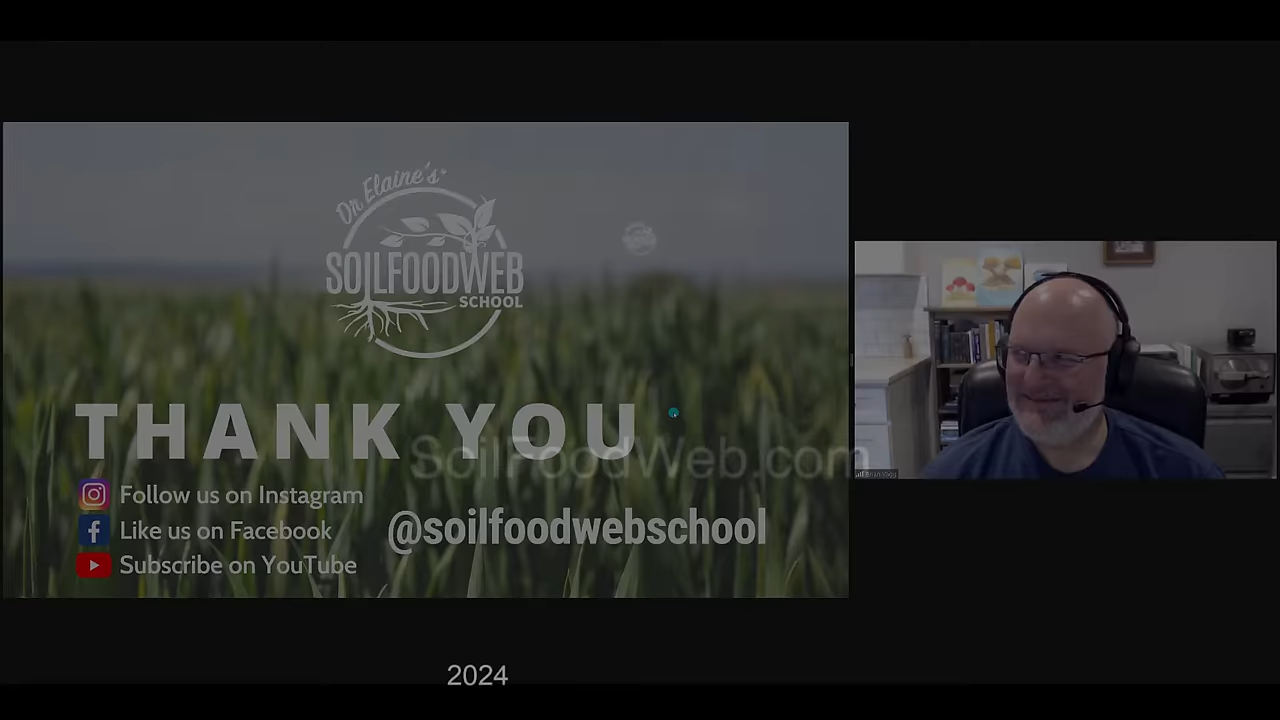 Dr Elaine's
SOILFOODWEB
SCHOOL
THANK YOU
SoilFoodWeb.com
Follow us on Instagram
@soilfoodwebschool
Like us on Facebook
Subscribe on YouTube
2024